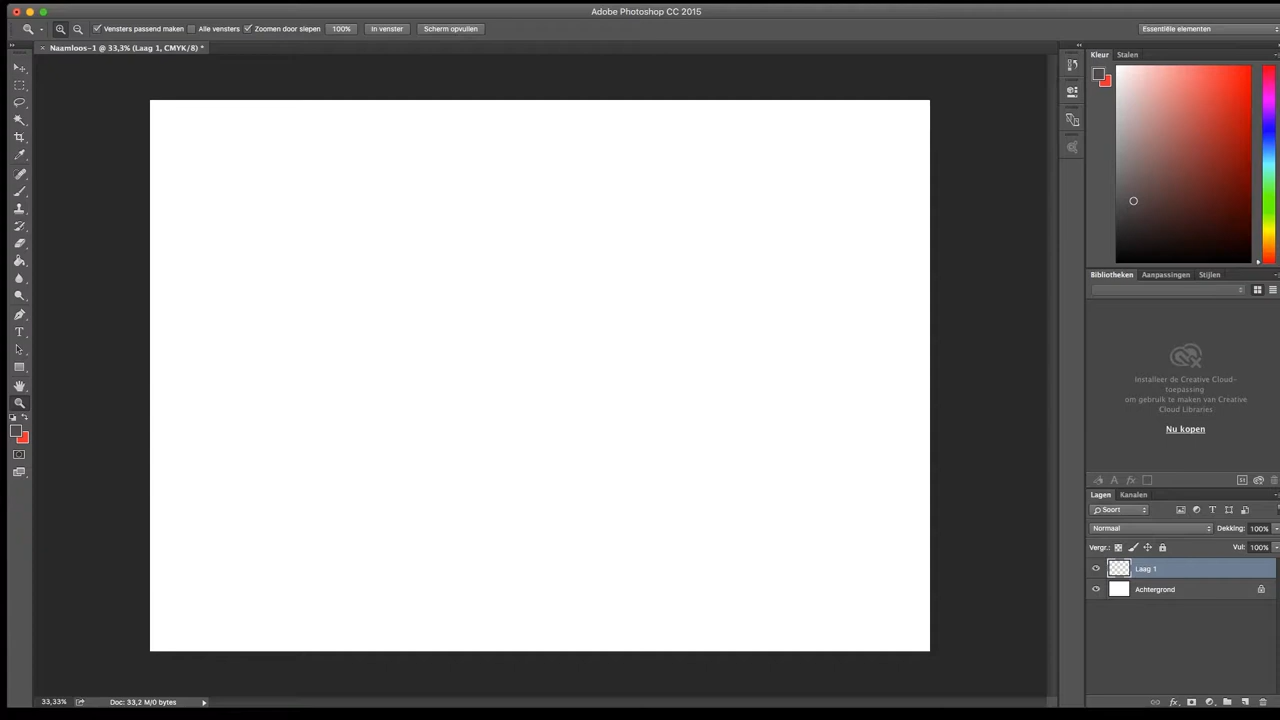 Adobe Photoshop CC 2015
Vensters passend maken Alle vensters Zoomen door slepen 100% In venster Scherm opvullen Essentiële elementen
Naamloos-1 @ 33,3% (Laag 1, CMYK/8) *
Kleur Stalen
Bibliotheken Aanpassingen Stijlen
Installeer de Creative Cloud-
toepassing
om gebruik te maken van Creative
Cloud Libraries
Nu kopen
Lagen Kanalen
Soort
Normaal Dekking: 100%
Vergr.: Vul: 100%
Laag 1
Achtergrond
33,33% Doc: 33,2 M/0 bytes